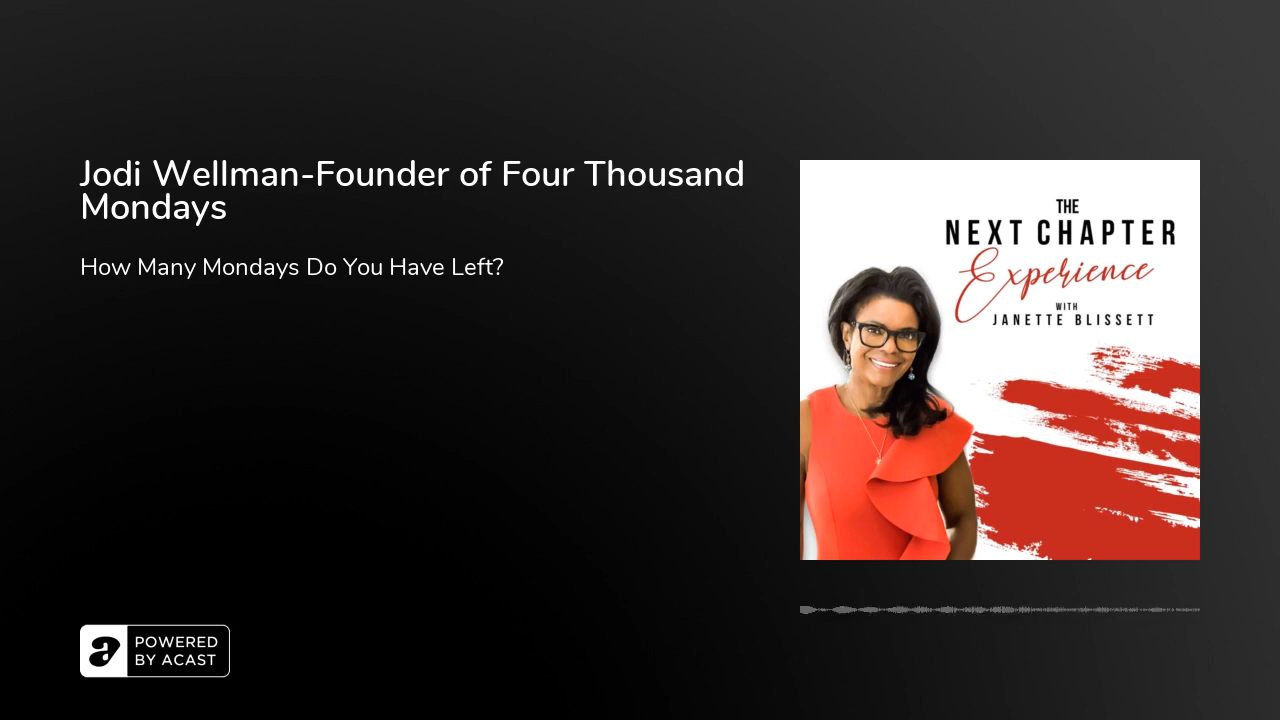 Jodi Wellman-Founder of Four Thousand
Mondays
How Many Mondays Do You Have Left?
THE
NEXT CHAPTER
Experience
WITH
JANETTE BLISSETT
POWERED
BY ACAST